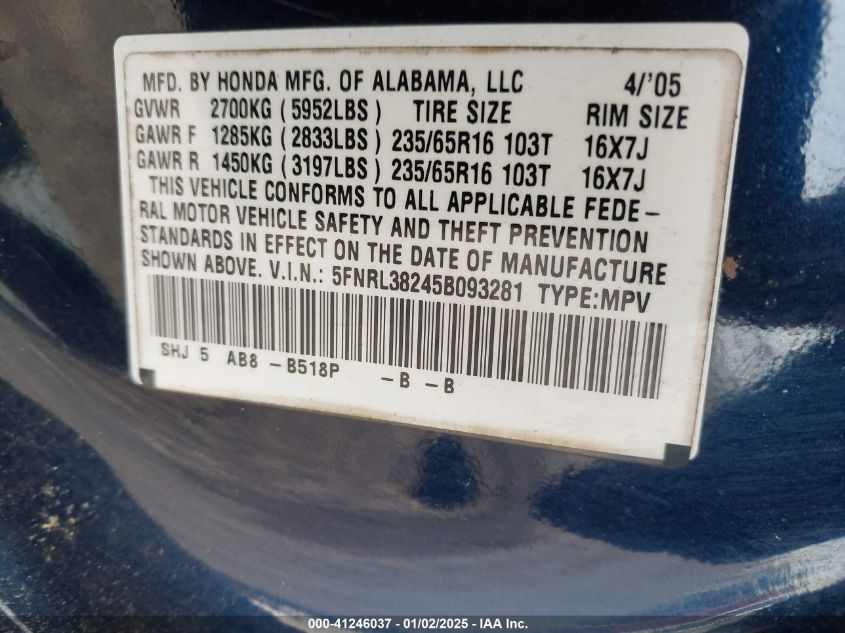 MFD. BY HONDA MFG. OF ALABAMA, LLC 4/'05
GVWR 2700KG (5952LBS) TIRE SIZE RIM SIZE
GAWR F 1285KG (2833LBS) 235/65R16 103T 16X7J
GAWR R 1450KG (3197LBS) 235/65R16 103T 16X7J
THIS VEHICLE CONFORMS TO ALL APPLICABLE FEDE-
RAL MOTOR VEHICLE SAFETY AND THEFT PREVENTION
STANDARDS IN EFFECT ON THE DATE OF MANUFACTURE
SHOWN ABOVE. V.I.N.: 5FNRL38245B093281 TYPE:MPV
SHJ 5 AB8 -B518P -B -B
000-41246037 - 01/02/2025 - IAA Inc.